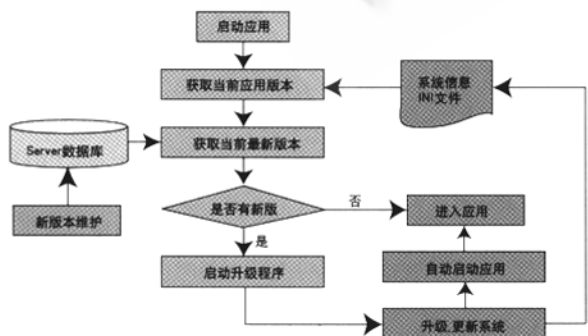 启动应用
获取当前应用版本
系统信息
INI文件
获取当前最新版本
Server数据库
是否有新版
否
进入应用
新版本维护
是
启动升级程序
自动启动应用
升级,更新系统